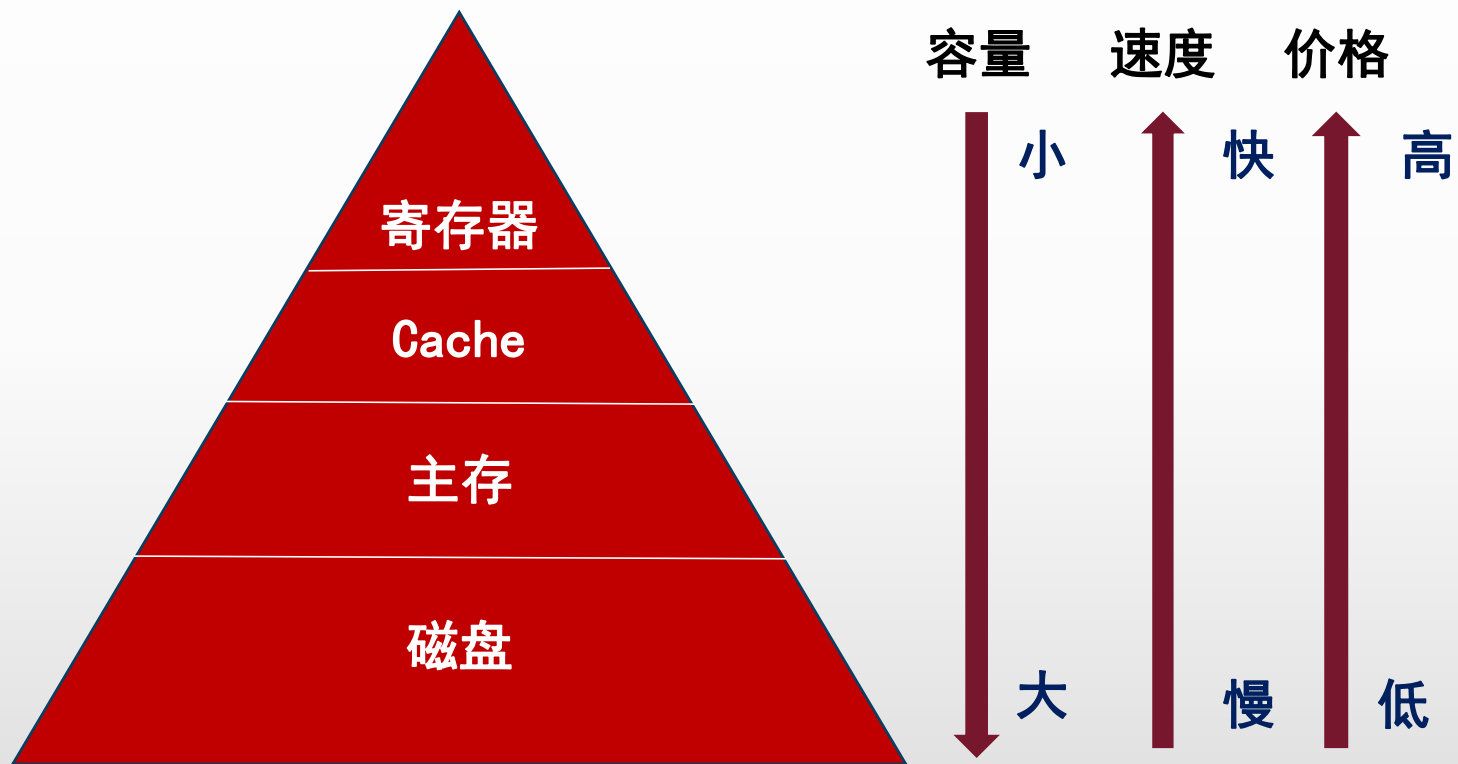 容量 速度 价格
小 快 高
寄存器
Cache
主存
磁盘
大 慢 低